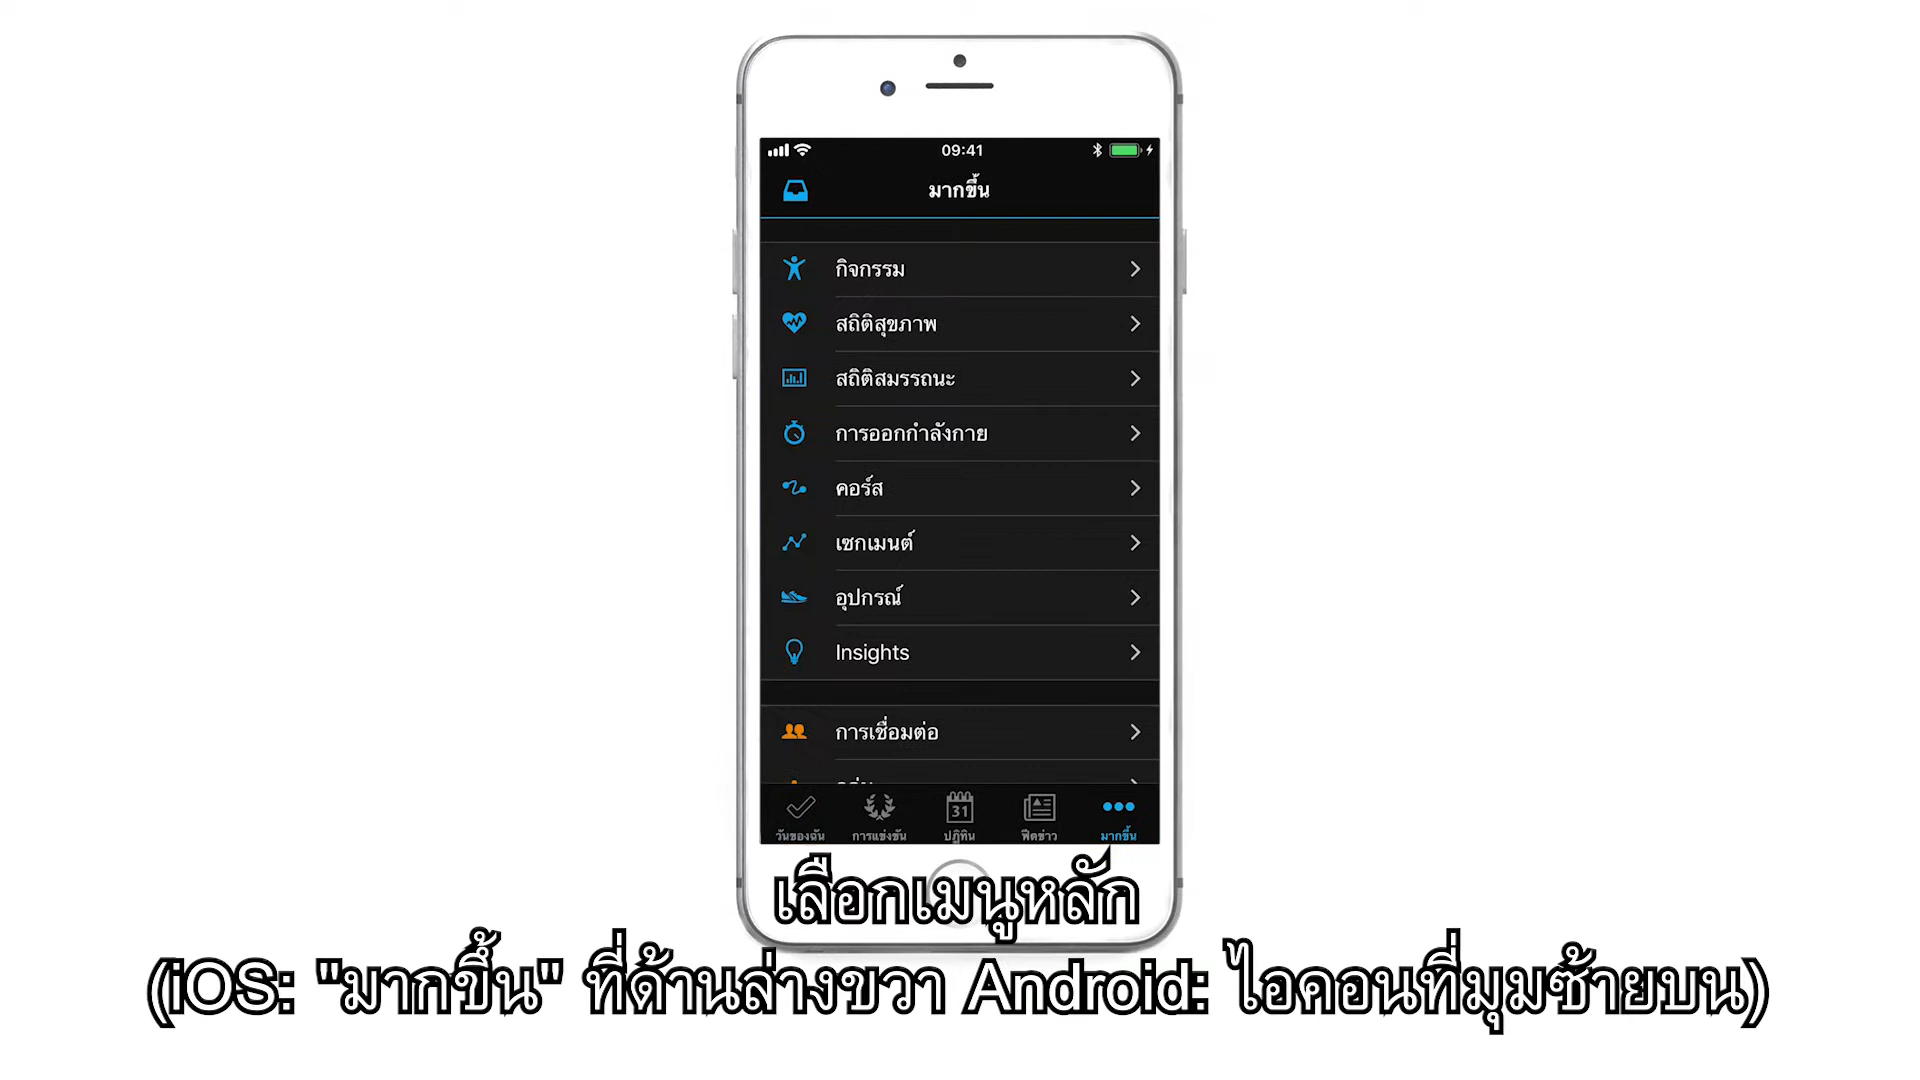 09:41
มากขึ้น
กิจกรรม
สถิติสุขภาพ
สถิติสมรรถนะ
การออกกำลังกาย
คอร์ส
เซกเมนต์
อุปกรณ์
Insights
การเชื่อมต่อ
31
วันของฉัน การแข่งขัน ปฏิทิน ฟีดข่าว มากขึ้น
เลือกเมนูหลัก
(iOS: "มากขึ้น" ที่ด้านล่างขวา Android: ไอคอนที่มุมซ้ายบน)